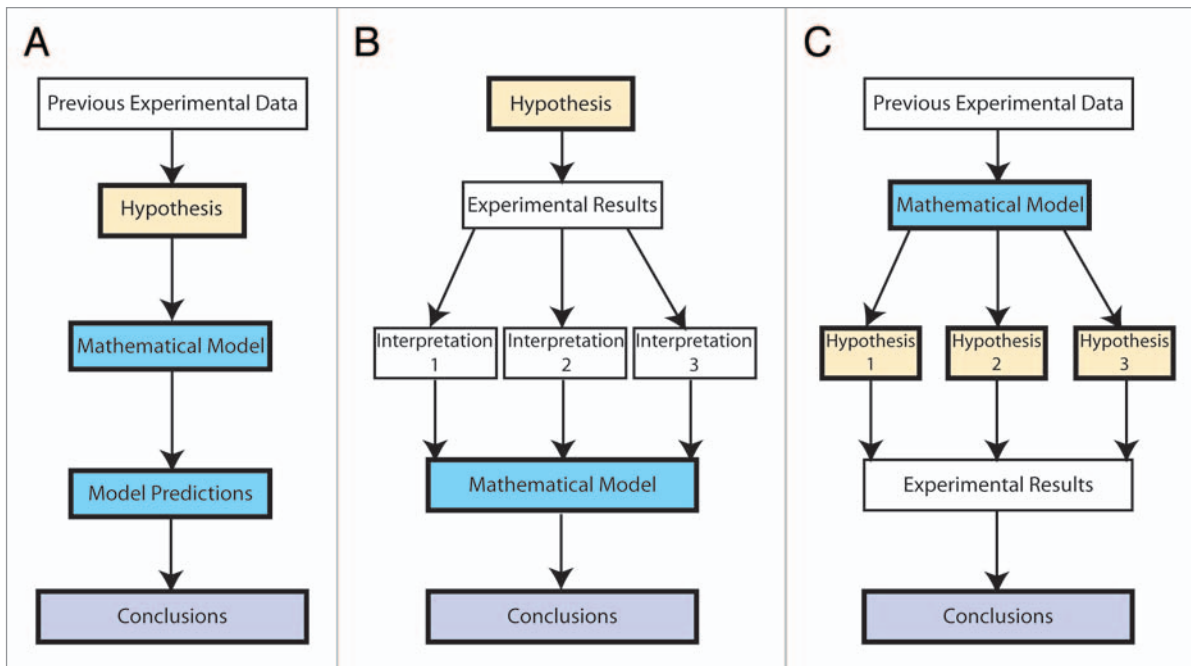 A
Previous Experimental Data
Hypothesis
Mathematical Model
Model Predictions
Conclusions
B
Hypothesis
Experimental Results
Interpretation
1
Interpretation
2
Interpretation
3
Mathematical Model
Conclusions
C
Previous Experimental Data
Mathematical Model
Hypothesis
1
Hypothesis
2
Hypothesis
3
Experimental Results
Conclusions